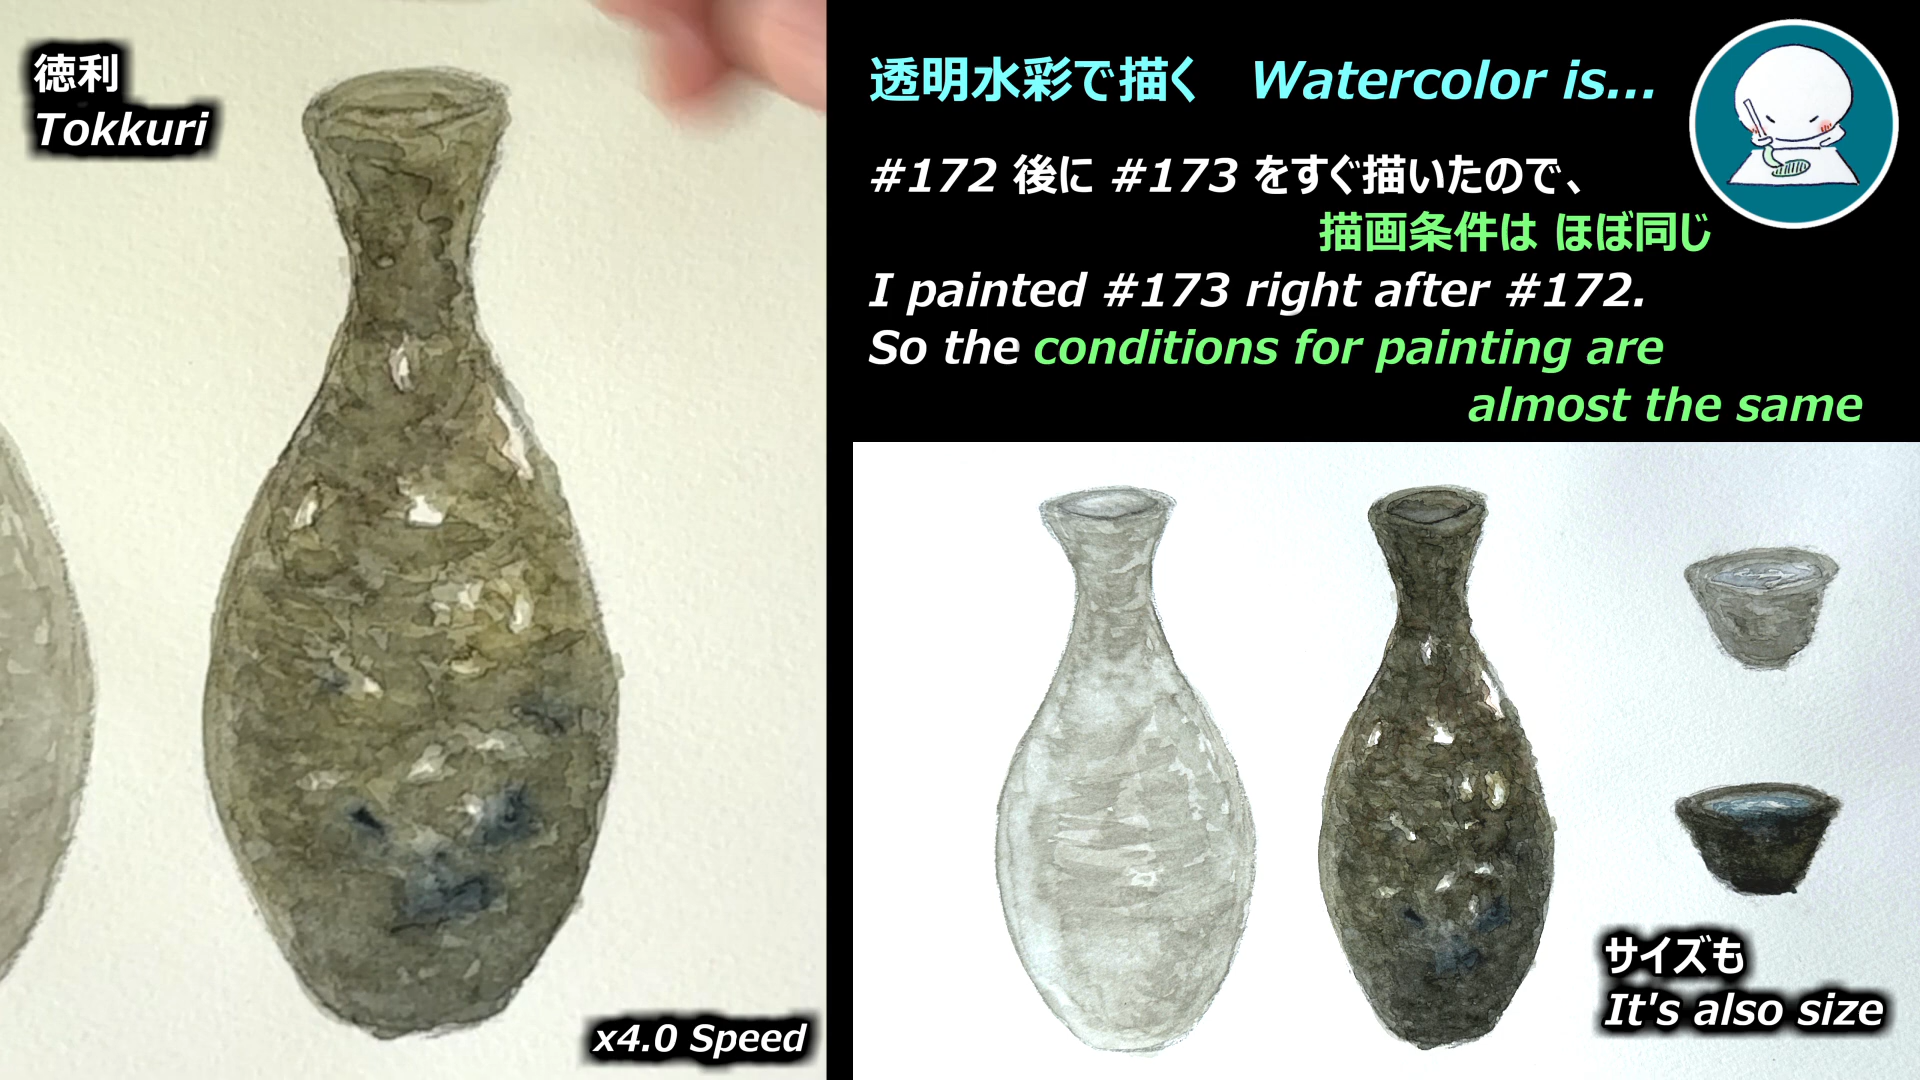 徳利
Tokkuri
x4.0 Speed
透明水彩で描く Watercolor is...
#172 後に #173 をすぐ描いたので、
描画条件は ほぼ同じ
I painted #173 right after #172.
So the conditions for painting are
almost the same
サイズも
It's also size